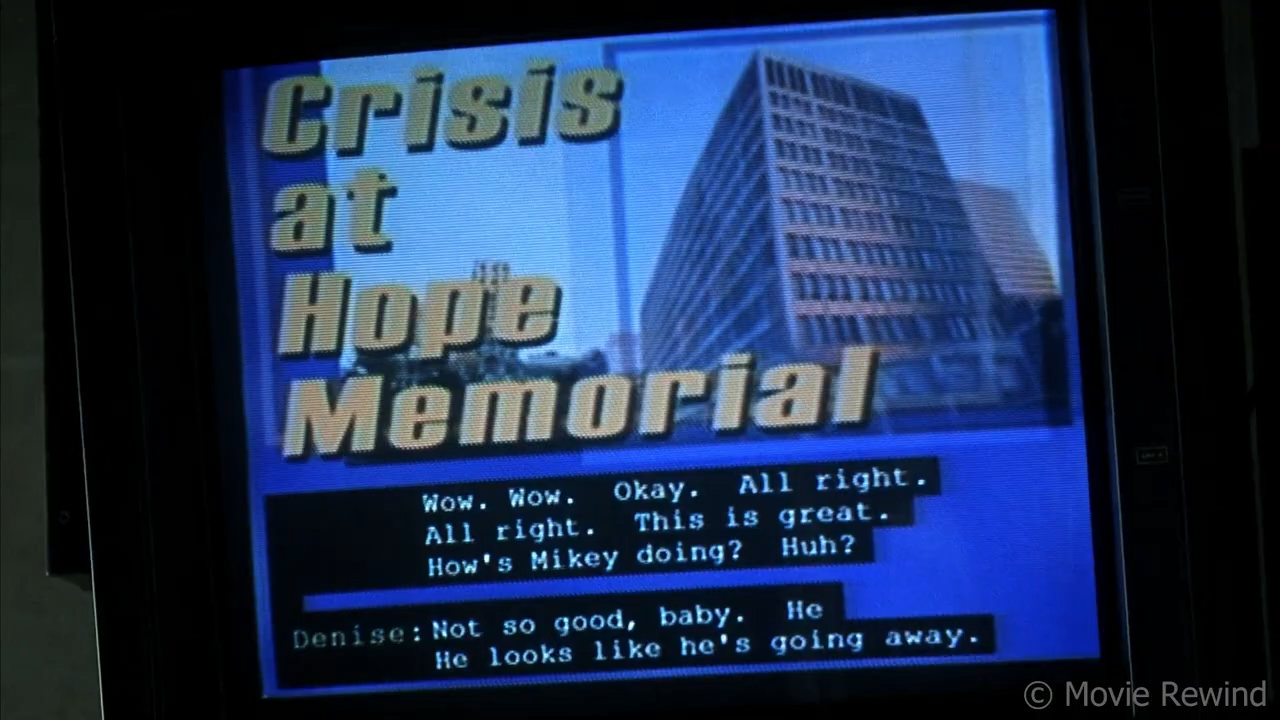 Crisis
at
Hope
Memorial
Wow. Wow.  Okay.  All right.
All right.  This is great.
How's Mikey doing?  Huh?
Denise: Not so good, baby.  He
He looks like he's going away.
© Movie Rewind